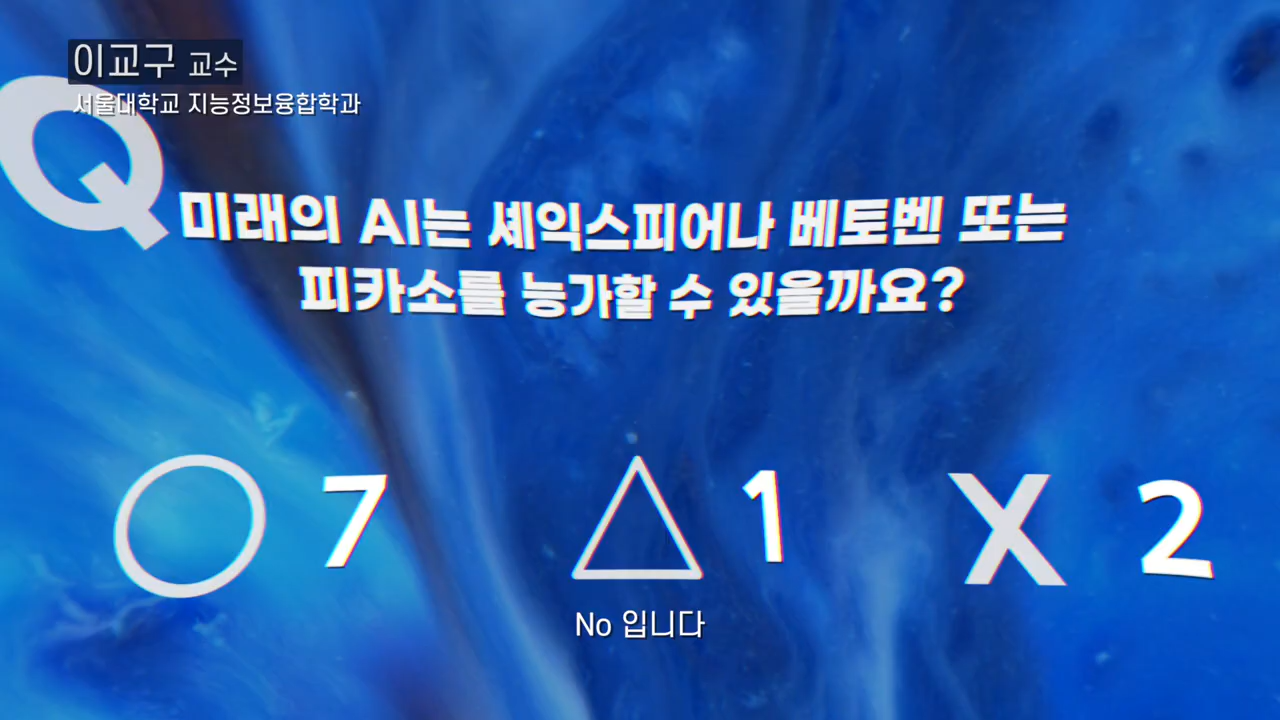 이교구 교수
서울대학교 지능정보융합학과
Q
미래의 AI는 셰익스피어나 베토벤 또는
피카소를 능가할 수 있을까요?
○ 7 △ 1 X 2
No 입니다